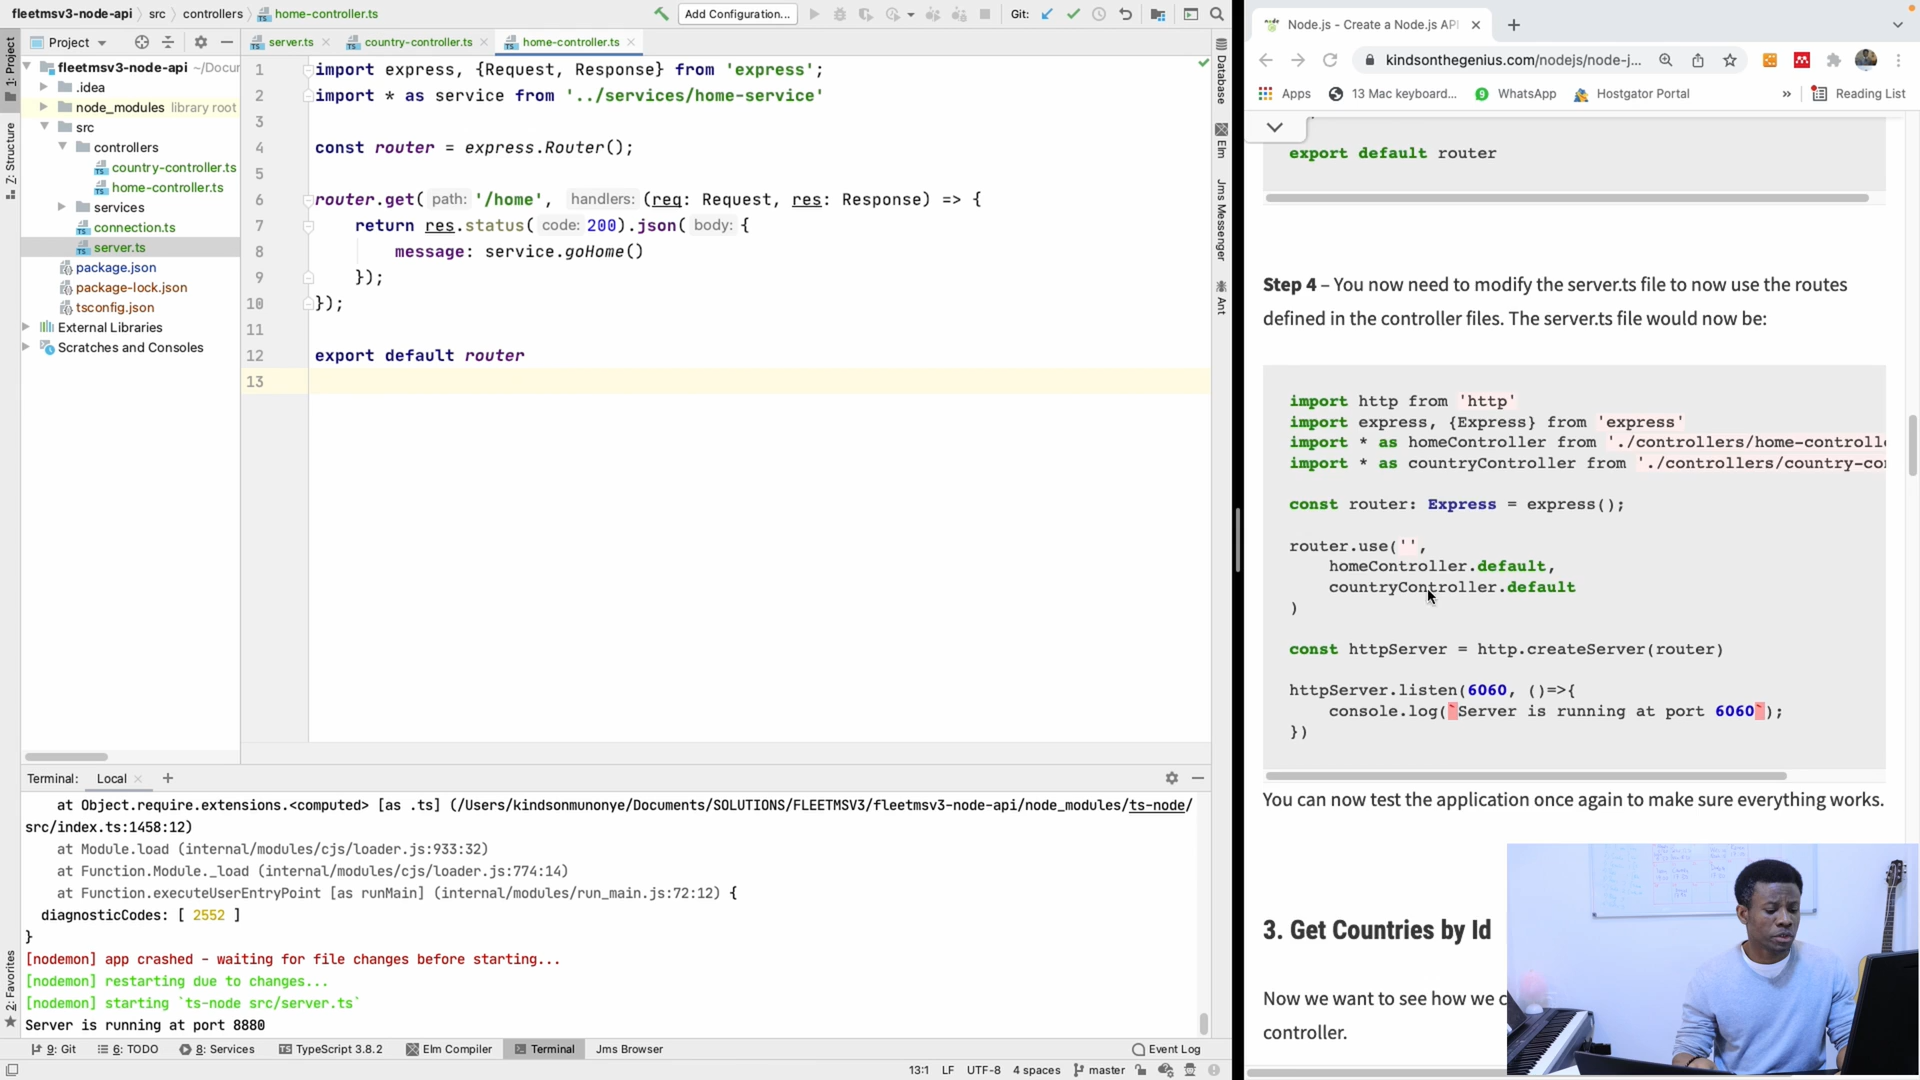 fleetmsv3-node-api
src
controllers
home-controller.ts
Add Configuration...
Git:
Project
server.ts
country-controller.ts
home-controller.ts
fleetmsv3-node-api ~/Docur
.idea
node_modules library root
src
controllers
country-controller.ts
home-controller.ts
services
connection.ts
server.ts
package.json
package-lock.json
tsconfig.json
External Libraries
Scratches and Consoles
1: Project
Z: Structure
2: Favorites
1 import express, {Request, Response} from 'express';
2 import * as service from '../services/home-service'
3
4 const router = express.Router();
5
6 router.get( path: '/home', handlers: (req: Request, res: Response) => {
7 return res.status( code: 200).json( body: {
8 message: service.goHome()
9 });
10 });
11
12 export default router
13
Database
Elm
Jms Messenger
Ant
Terminal:
Local
at Object.require.extensions.<computed> [as .ts] (/Users/kindsonmunonye/Documents/SOLUTIONS/FLEETMSV3/fleetmsv3-node-api/node_modules/ts-node/
src/index.ts:1458:12)
at Module.load (internal/modules/cjs/loader.js:933:32)
at Function.Module._load (internal/modules/cjs/loader.js:774:14)
at Function.executeUserEntryPoint [as runMain] (internal/modules/run_main.js:72:12) {
diagnosticCodes: [ 2552 ]
}
[nodemon] app crashed - waiting for file changes before starting...
[nodemon] restarting due to changes...
[nodemon] starting `ts-node src/server.ts`
Server is running at port 8880
9: Git
6: TODO
8: Services
TypeScript 3.8.2
Elm Compiler
Terminal
Jms Browser
Event Log
13:1 LF UTF-8 4 spaces master
Node.js - Create a Node.js API
kindsonthegenius.com/nodejs/node-j...
Apps
13 Mac keyboard...
WhatsApp
Hostgator Portal
»
Reading List
export default router
Step 4 – You now need to modify the server.ts file to now use the routes
defined in the controller files. The server.ts file would now be:
import http from 'http'
import express, {Express} from 'express'
import * as homeController from './controllers/home-controlle
import * as countryController from './controllers/country-con
const router: Express = express();
router.use('',
homeController.default,
countryController.default
)
const httpServer = http.createServer(router)
httpServer.listen(6060, ()=>{
console.log(`Server is running at port 6060`);
})
You can now test the application once again to make sure everything works.
3. Get Countries by Id
Now we want to see how we c
controller.